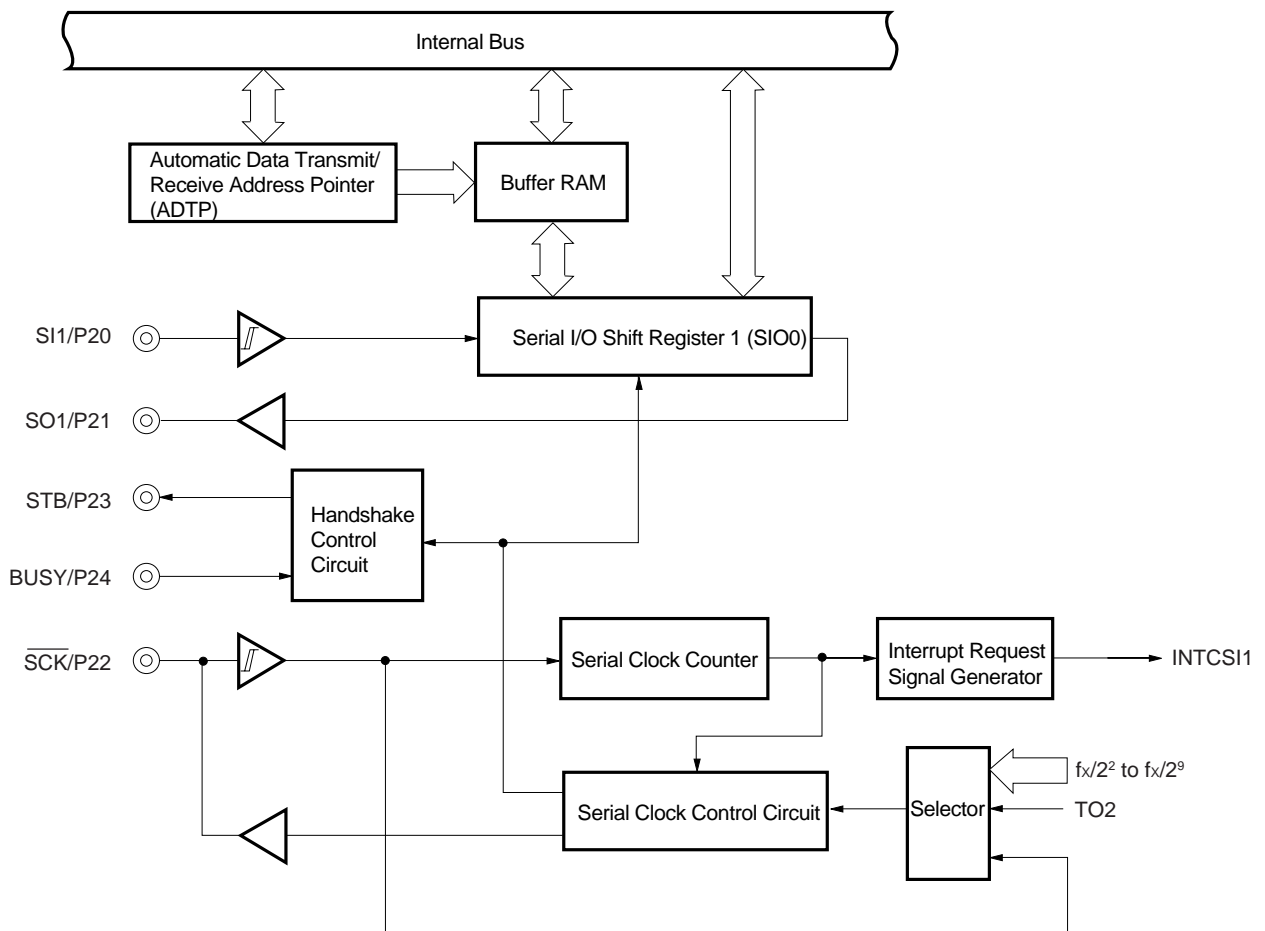 Internal Bus
Automatic Data Transmit/
Receive Address Pointer
(ADTP)
Buffer RAM
SI1/P20
Serial I/O Shift Register 1 (SIO0)
SO1/P21
STB/P23
Handshake
Control
Circuit
BUSY/P24
S̅C̅K̅/P22
Serial Clock Counter
Interrupt Request
Signal Generator
INTCSI1
fx/2² to fx/2⁹
Serial Clock Control Circuit
Selector
TO2